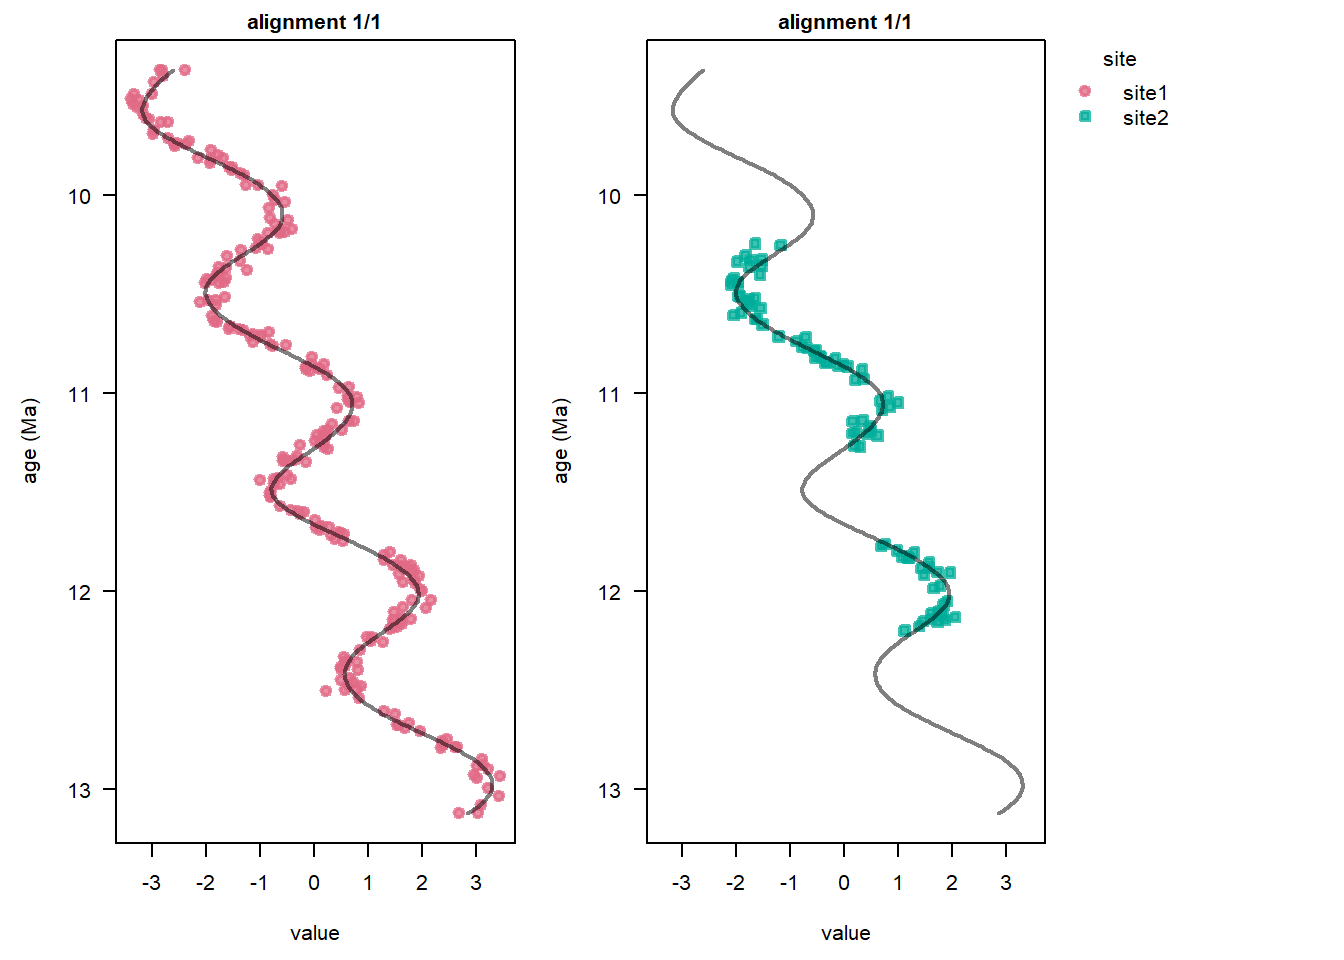 alignment 1/1
alignment 1/1
site
site1
site2
10
11
12
13
10
11
12
13
age (Ma)
age (Ma)
-3 -2 -1 0 1 2 3
-3 -2 -1 0 1 2 3
value
value